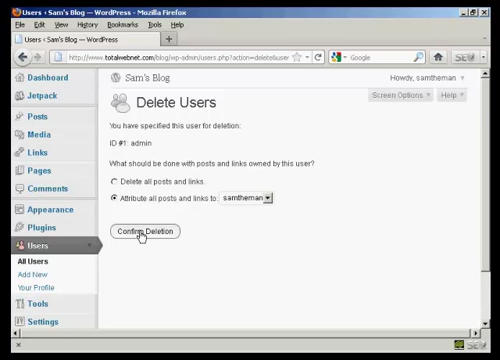 Users ‹ Sam's Blog — WordPress - Mozilla Firefox
File Edit View History Bookmarks Tools Help
Users ‹ Sam's Blog — WordPress
http://www.totalwebnet.com/blog/wp-admin/users.php?action=delete&user
Google
Sam's Blog
Howdy, samtheman
Screen Options
Help
Dashboard
Jetpack
Posts
Media
Links
Pages
Comments
Appearance
Plugins
Users
All Users
Add New
Your Profile
Tools
Settings
Delete Users
You have specified this user for deletion:
ID #1: admin
What should be done with posts and links owned by this user?
Delete all posts and links.
Attribute all posts and links to: samtheman
Confirm Deletion